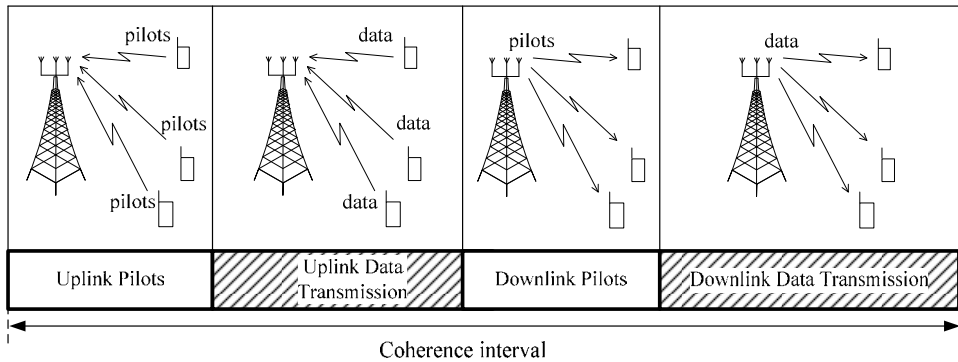 pilots
pilots
pilots
data
data
data
pilots
data
Uplink Pilots
Uplink Data
Transmission
Downlink Pilots
Downlink Data Transmission
Coherence interval